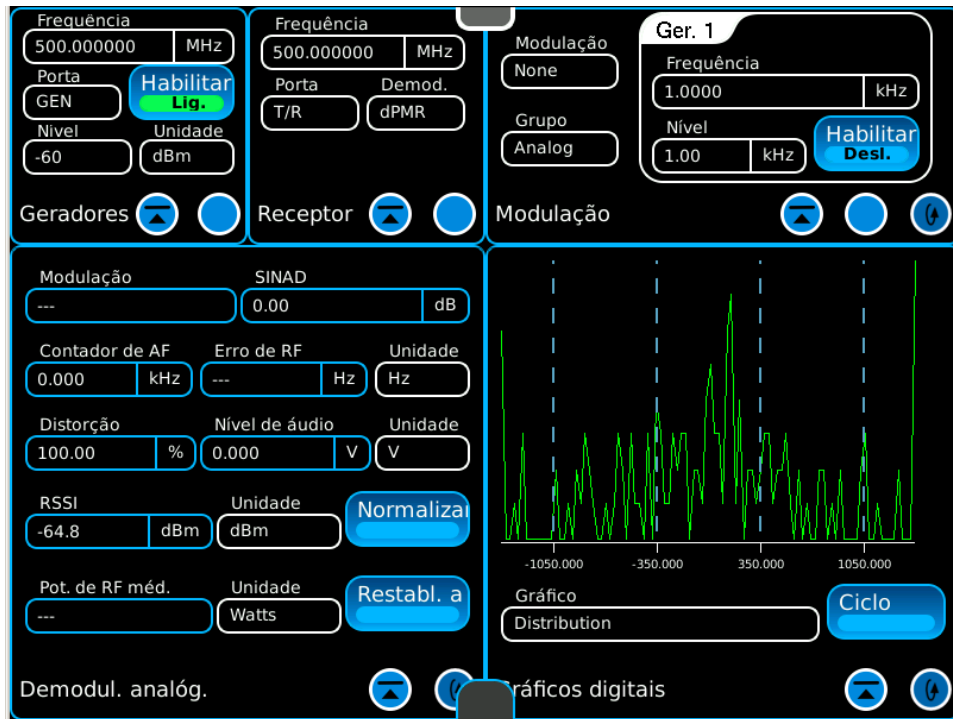 Frequência
500.000000 MHz
Porta
GEN
Habilitar
Lig.
Nivel Unidade
-60 dBm
Geradores
Frequência
500.000000 MHz
Porta Demod.
T/R dPMR
Receptor
Modulação
None
Grupo
Analog
Ger. 1
Frequência
1.0000 kHz
Nível
1.00 kHz
Habilitar
Desl.
Modulação
Modulação SINAD
--- 0.00 dB
Contador de AF Erro de RF Unidade
0.000 kHz --- Hz Hz
Distorção Nível de áudio Unidade
100.00 % 0.000 V V
RSSI Unidade
-64.8 dBm dBm
Normalizar
Pot. de RF méd. Unidade
--- Watts
Restabl. a
Demodul. analóg.
-1050.000 -350.000 350.000 1050.000
Gráfico
Distribution
Ciclo
Gráficos digitais